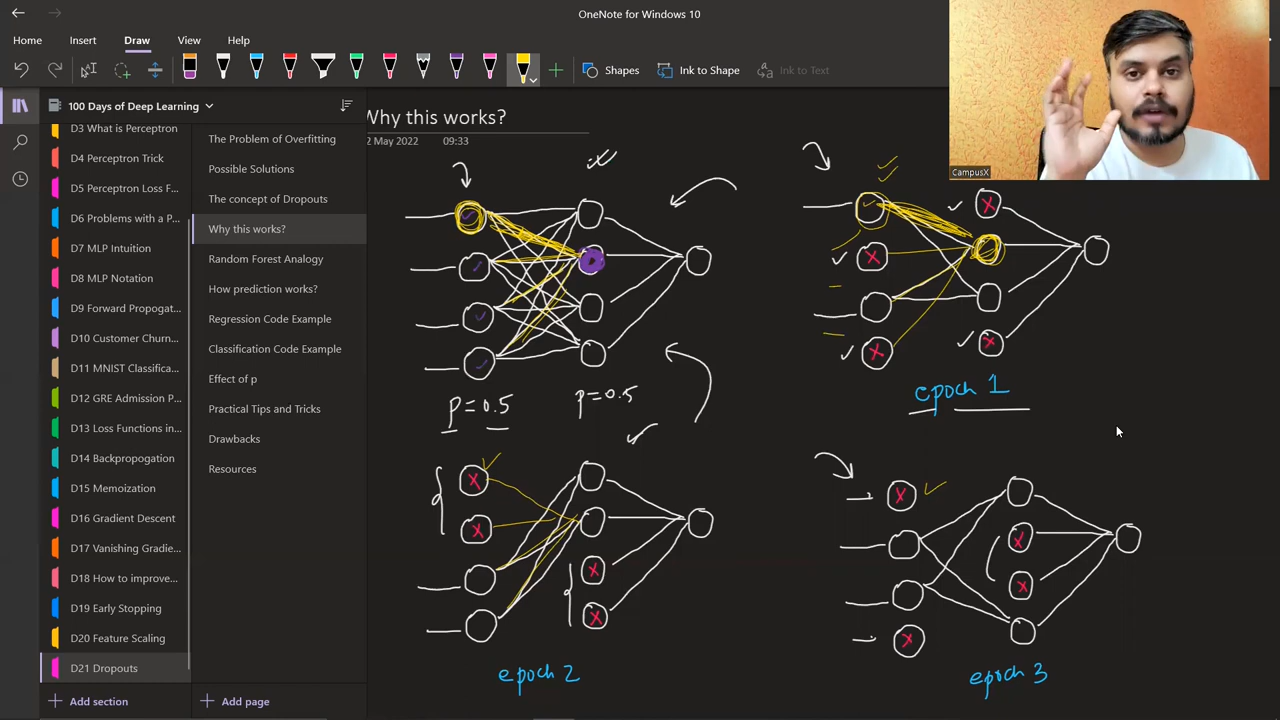 OneNote for Windows 10
Home Insert Draw View Help
Shapes Ink to Shape Ink to Text
100 Days of Deep Learning
D3 What is Perceptron
D4 Perceptron Trick
D5 Perceptron Loss F...
D6 Problems with a P...
D7 MLP Intuition
D8 MLP Notation
D9 Forward Propogat...
D10 Customer Churn...
D11 MNIST Classifica...
D12 GRE Admission P...
D13 Loss Functions in...
D14 Backpropogation
D15 Memoization
D16 Gradient Descent
D17 Vanishing Gradie...
D18 How to improve...
D19 Early Stopping
D20 Feature Scaling
D21 Dropouts
Add section
The Problem of Overfitting
Possible Solutions
The concept of Dropouts
Why this works?
Random Forest Analogy
How prediction works?
Regression Code Example
Classification Code Example
Effect of p
Practical Tips and Tricks
Drawbacks
Resources
Add page
Why this works?
2 May 2022 09:33
p=0.5 p=0.5
epoch 1
epoch 2
epoch 3
CampusX